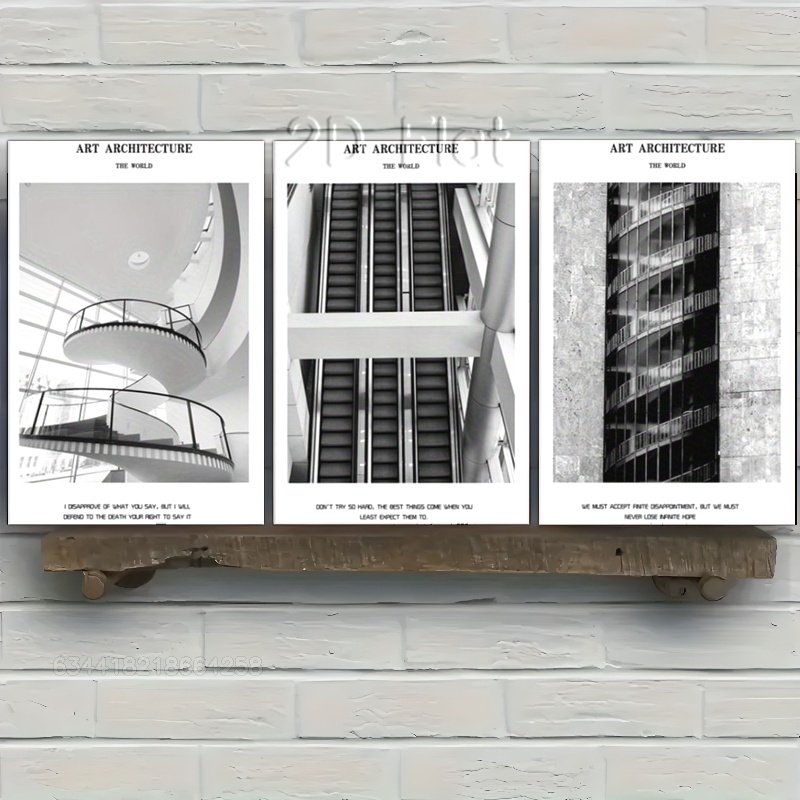 2D Flat
ART ARCHITECTURE
THE WORLD
I DISAPPROVE OF WHAT YOU SAY, BUT I WILL
DEFEND TO THE DEATH YOUR RIGHT TO SAY IT
ART ARCHITECTURE
THE WORLD
DON'T TRY SO HARD, THE BEST THINGS COME WHEN YOU
LEAST EXPECT THEM TO.
ART ARCHITECTURE
THE WORLD
WE MUST ACCEPT FINITE DISAPPOINTMENT, BUT WE MUST
NEVER LOSE INFINITE HOPE